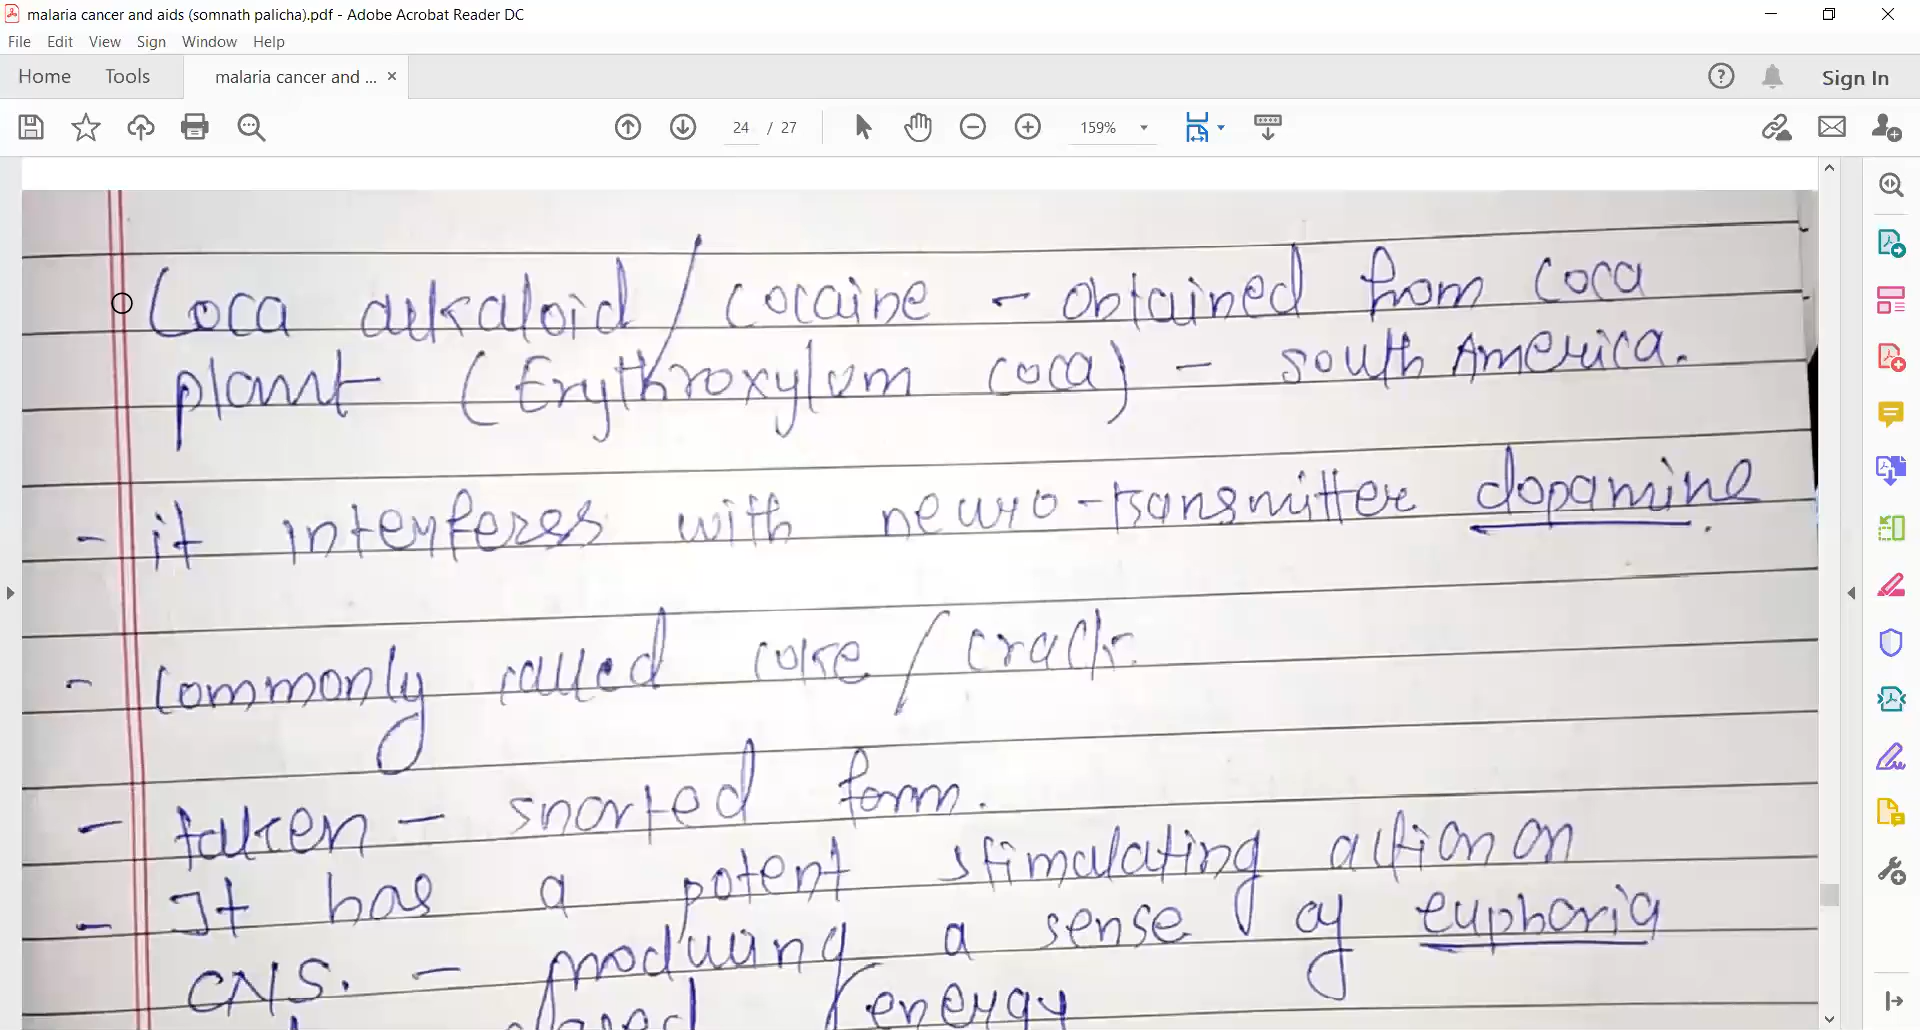 malaria cancer and aids (somnath palicha).pdf - Adobe Acrobat Reader DC
File Edit View Sign Window Help
Home Tools malaria cancer and ... × Sign In
24 / 27 159%
Coca alkaloid / cocaine - obtained from coca
plant (Erythroxylum coca) - south America.
- it interferes with neuro-transmitter dopamine.
- commonly called coke / crack.
- taken - snorted form.
- It has a potent stimulating action on
CNS. - producing a sense of euphoria
energy